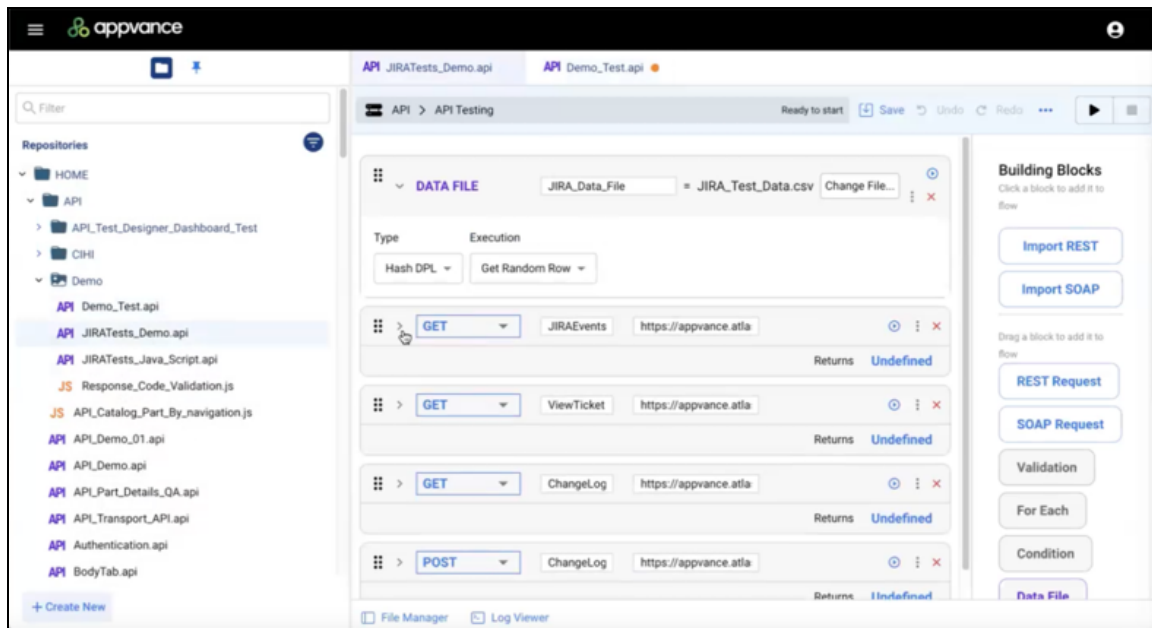 appvance
API JIRATests_Demo.api
API Demo_Test.api
Filter
API > API Testing
Ready to start
Save
Undo
Redo
Repositories
HOME
API
API_Test_Designer_Dashboard_Test
CIHI
Demo
API Demo_Test.api
API JIRATests_Demo.api
API JIRATests_Java_Script.api
JS Response_Code_Validation.js
JS API_Catalog_Part_By_navigation.js
API API_Demo_01.api
API API_Demo.api
API API_Part_Details_QA.api
API API_Transport_API.api
API Authentication.api
API BodyTab.api
+ Create New
DATA FILE
JIRA_Data_File
= JIRA_Test_Data.csv
Change File...
Type
Execution
Hash DPL
Get Random Row
GET
JIRAEvents
https://appvance.atla
Returns Undefined
GET
ViewTicket
https://appvance.atla
Returns Undefined
GET
ChangeLog
https://appvance.atla
Returns Undefined
POST
ChangeLog
https://appvance.atla
Returns Undefined
File Manager
Log Viewer
Building Blocks
Click a block to add it to
flow
Import REST
Import SOAP
Drag a block to add it to
flow
REST Request
SOAP Request
Validation
For Each
Condition
Data File